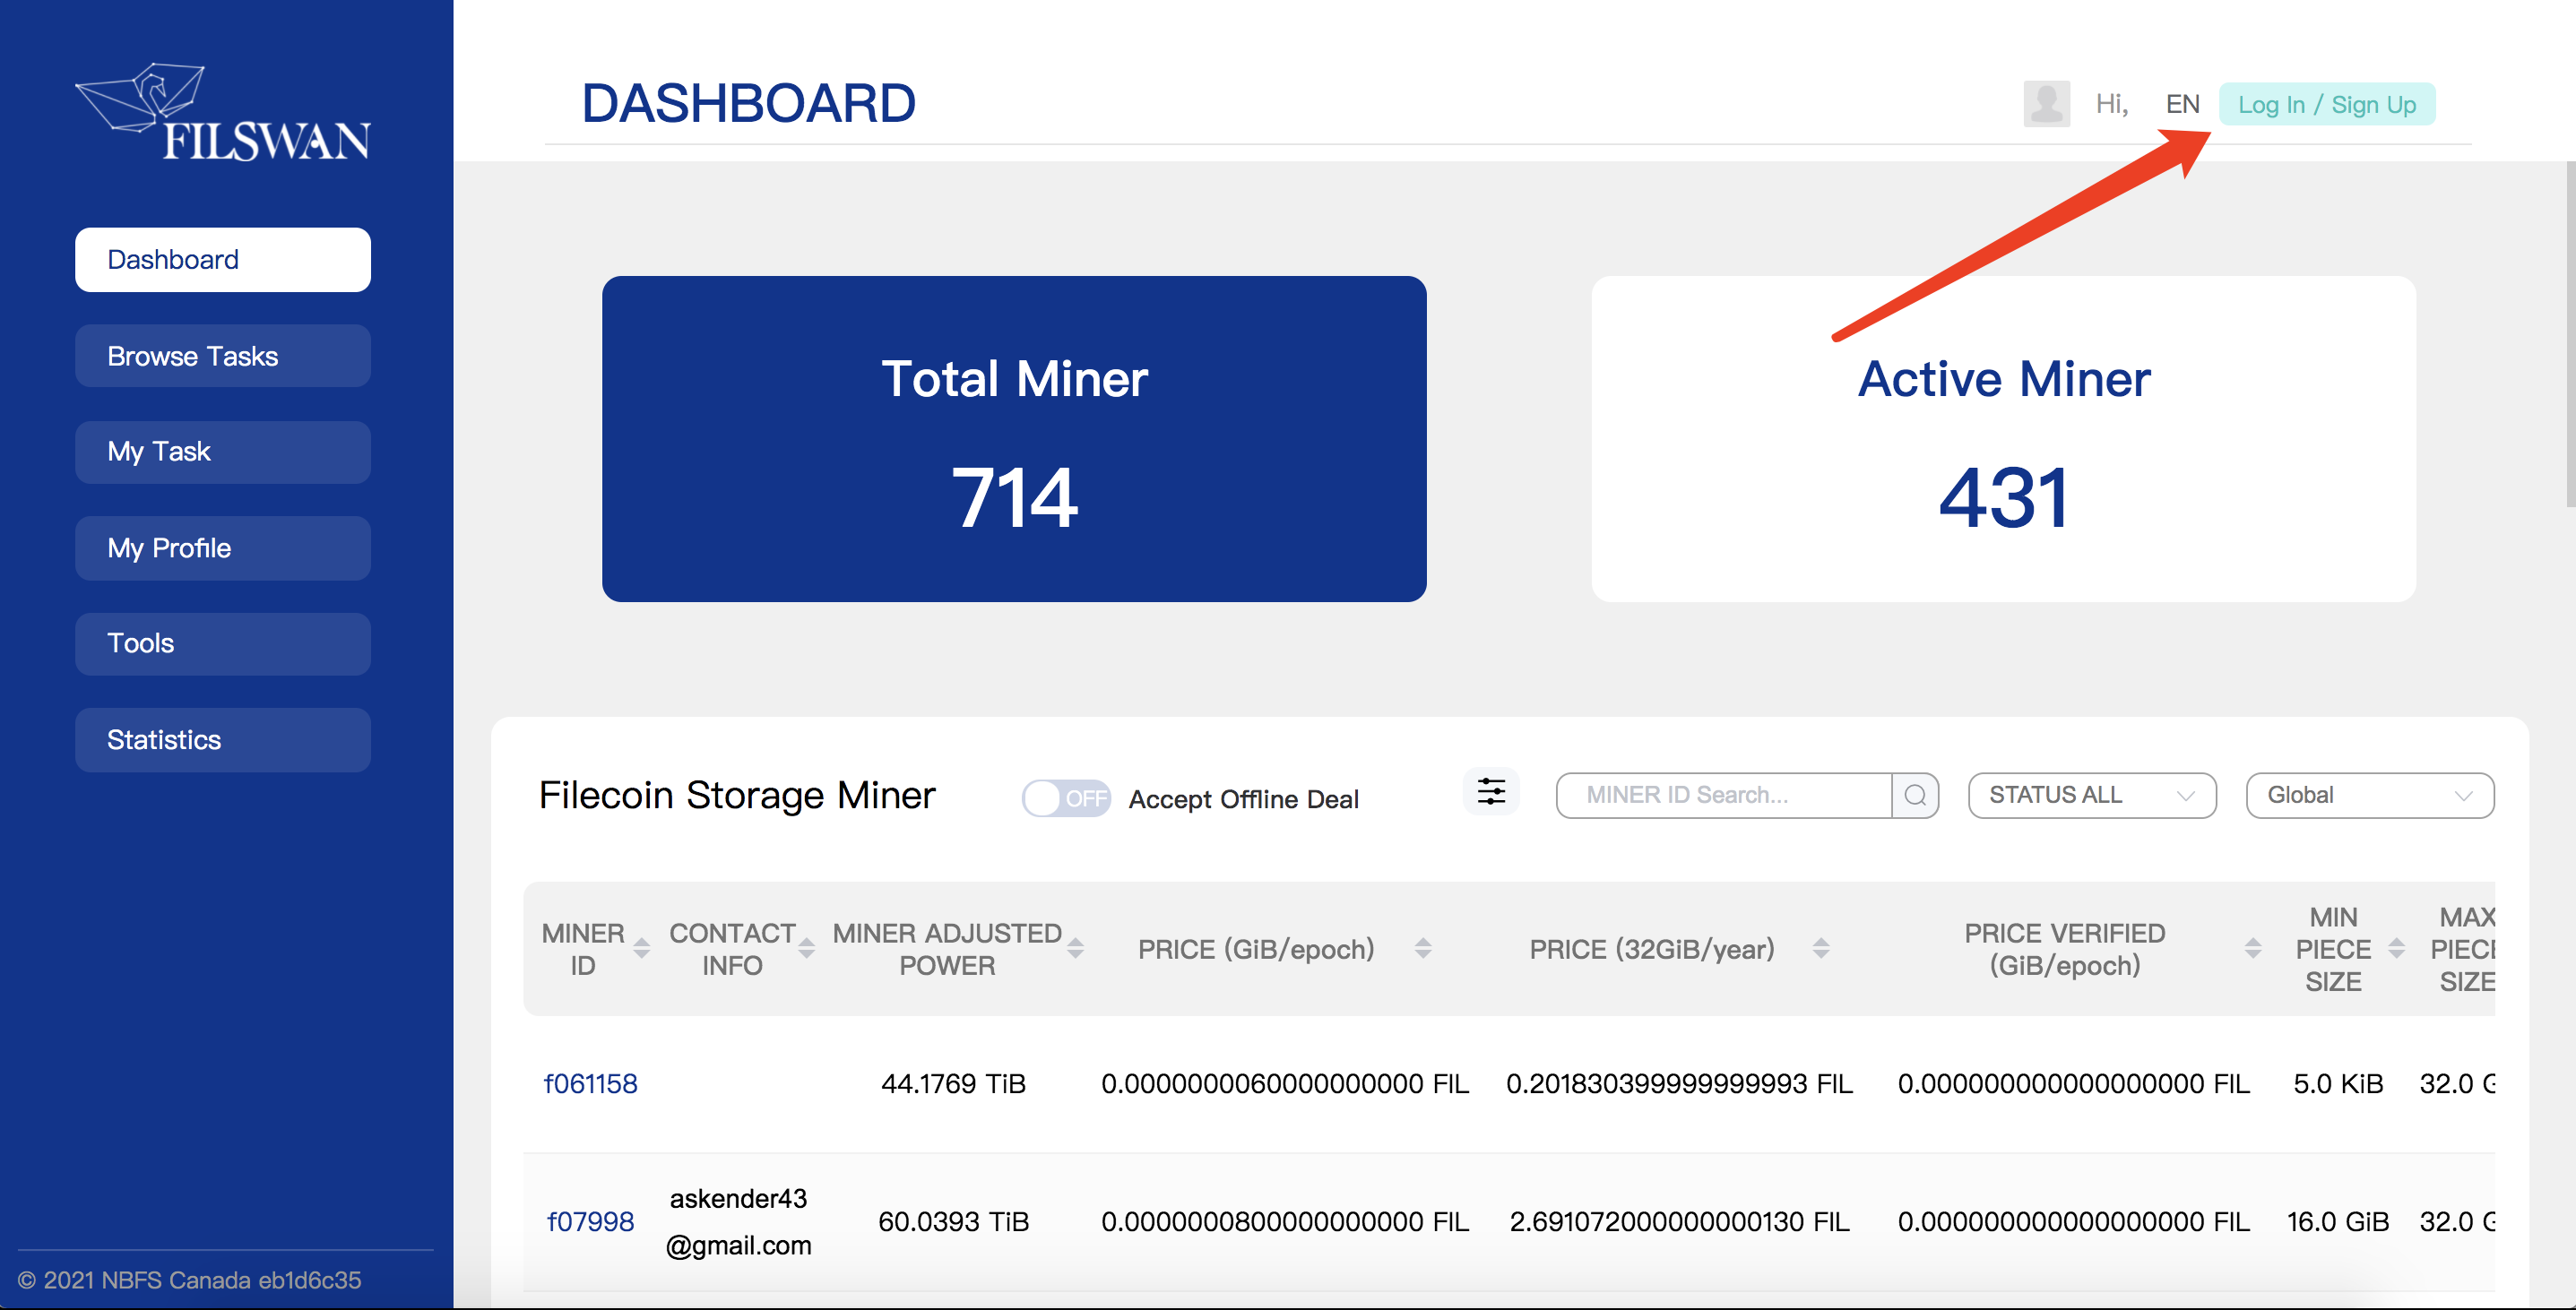 FILSWAN
DASHBOARD
Hi,
EN
Log In / Sign Up
Dashboard
Browse Tasks
My Task
My Profile
Tools
Statistics
© 2021 NBFS Canada eb1d6c35
Total Miner
714
Active Miner
431
Filecoin Storage Miner
OFF
Accept Offline Deal
MINER ID Search...
STATUS ALL
Global
MINER
ID
CONTACT
INFO
MINER ADJUSTED
POWER
PRICE (GiB/epoch)
PRICE (32GiB/year)
PRICE VERIFIED
(GiB/epoch)
MIN
PIECE
SIZE
MAX
PIECE
SIZE
f061158
44.1769 TiB
0.0000000060000000000 FIL
0.201830399999999993 FIL
0.000000000000000000 FIL
5.0 KiB
32.0 G
f07998
askender43
@gmail.com
60.0393 TiB
0.0000000800000000000 FIL
2.691072000000000130 FIL
0.000000000000000000 FIL
16.0 GiB
32.0 G